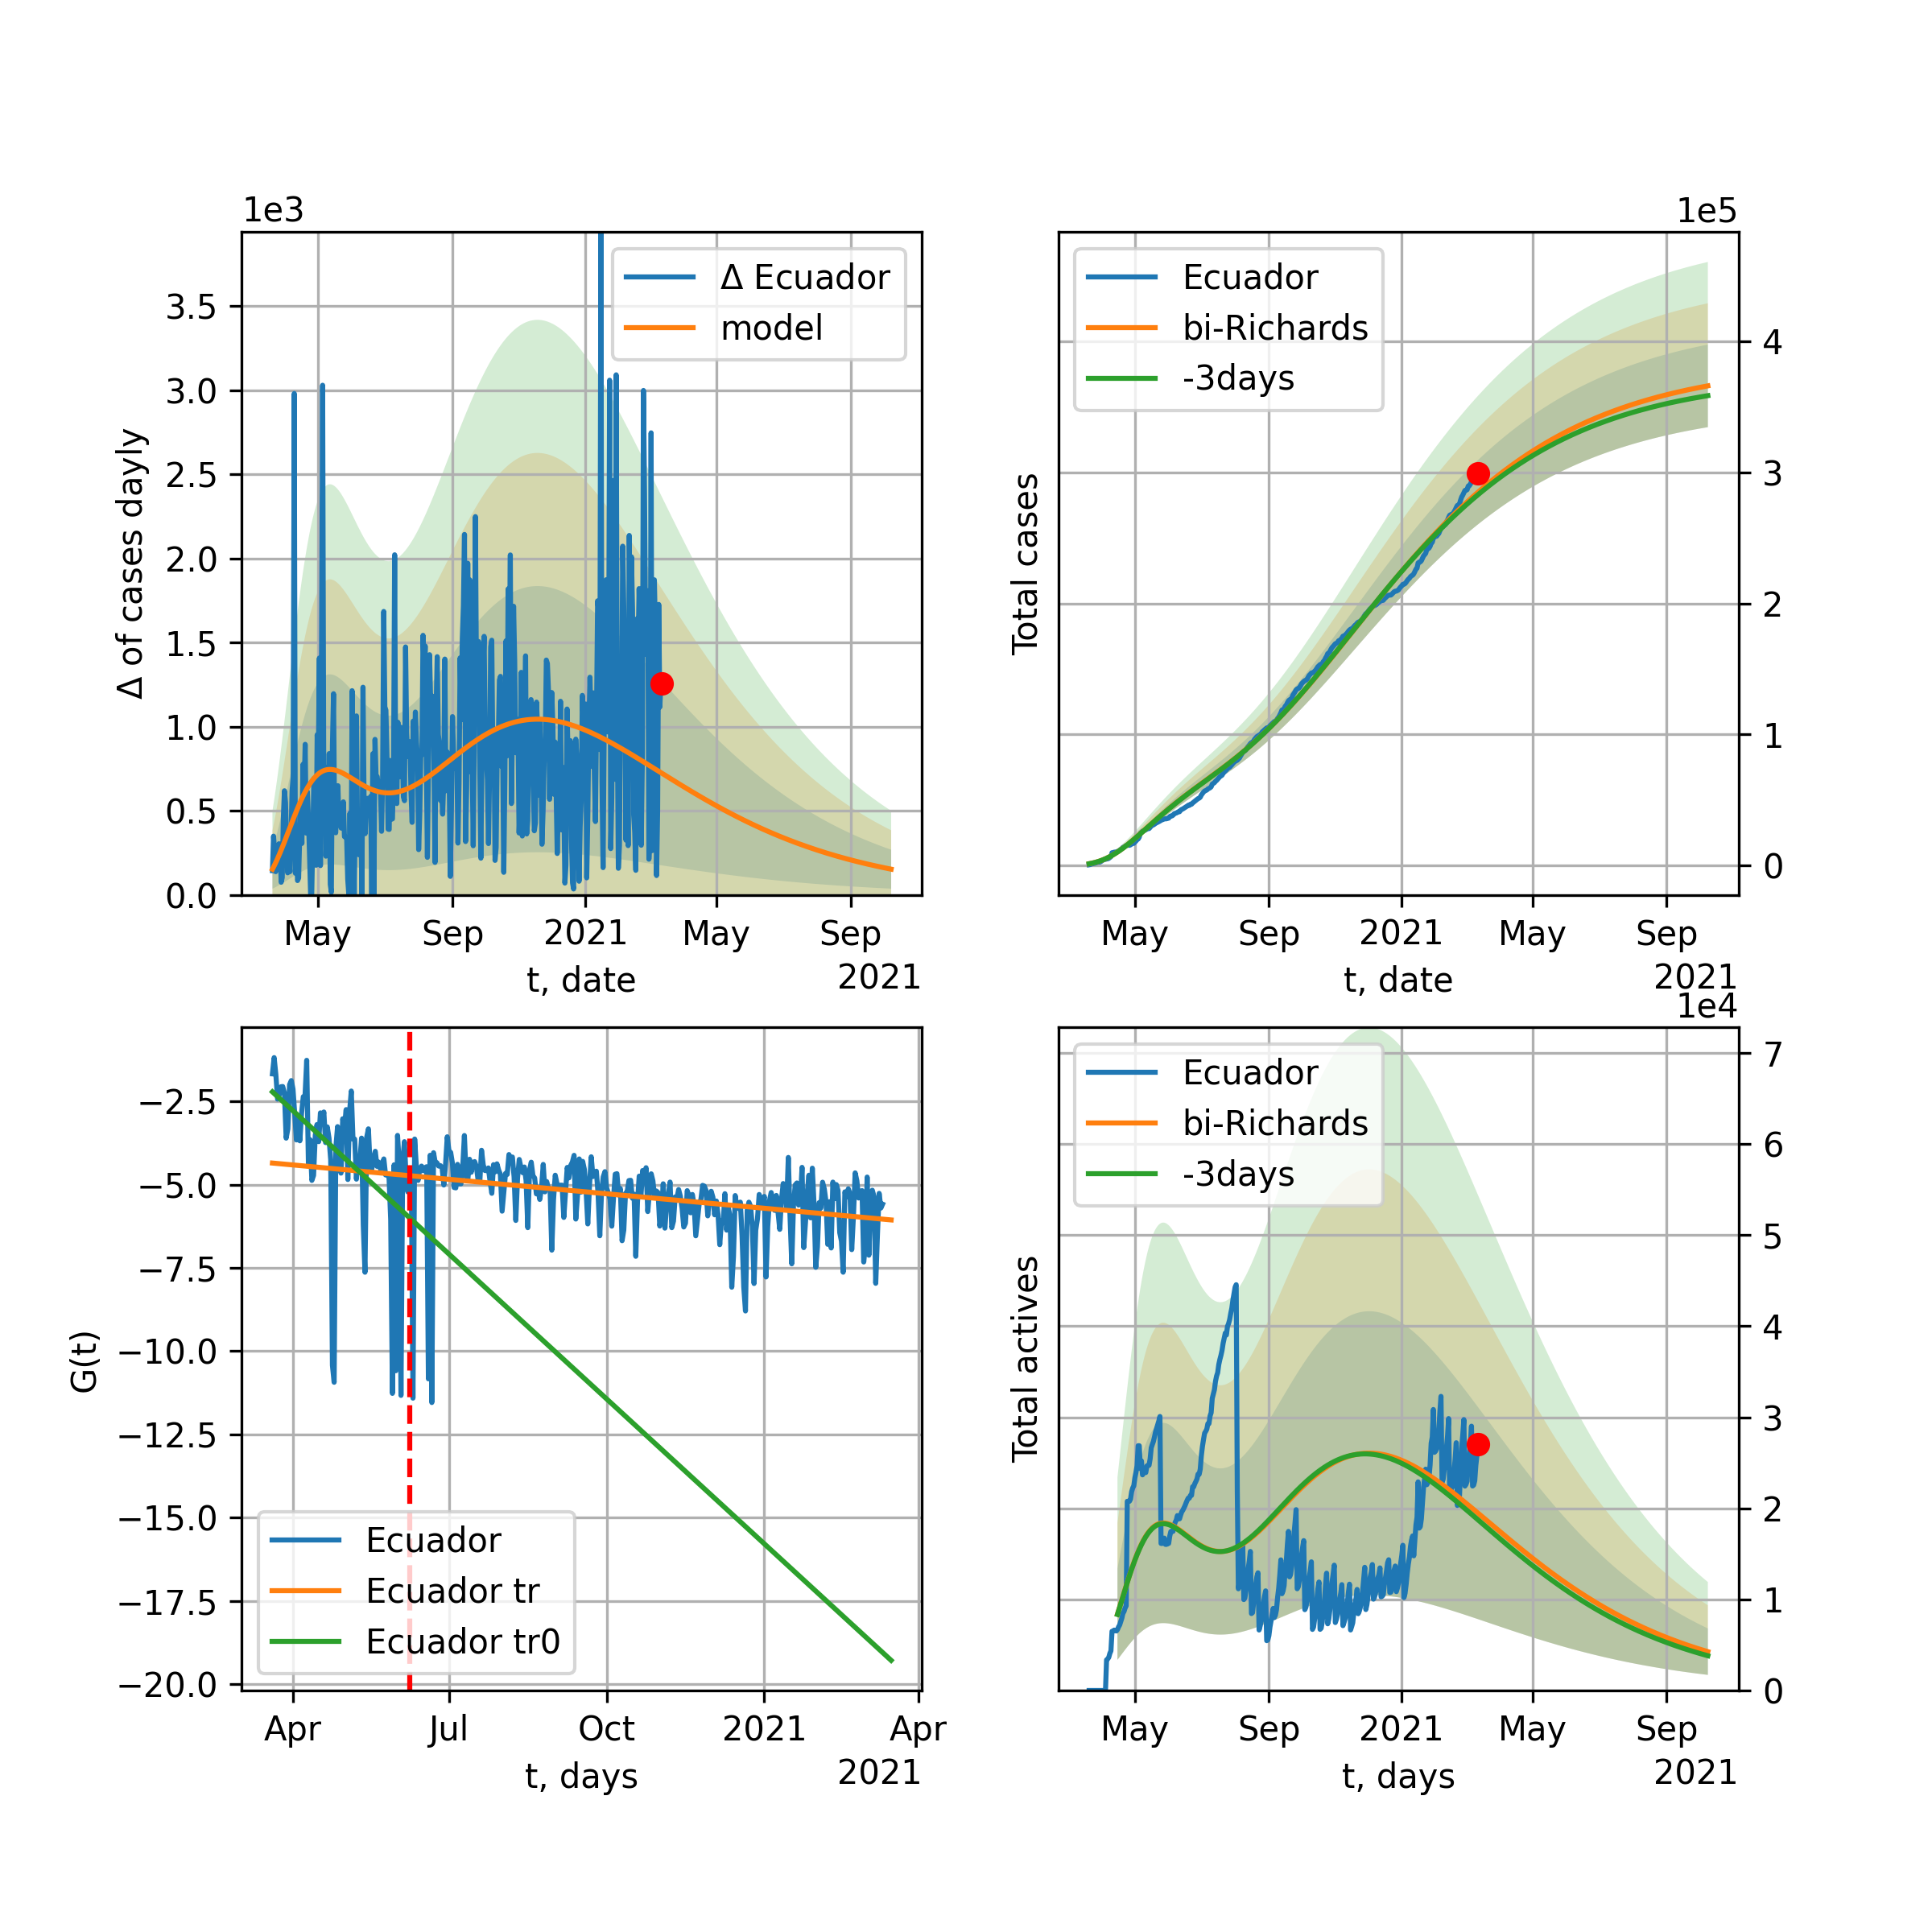 1e3
3.5
3.0
2.5
2.0
1.5
1.0
0.5
0.0
Δ of cases dayly
Δ Ecuador
model
May Sep 2021 May Sep
t, date
2021
1e5
Ecuador
bi-Richards
-3days
Total cases
4
3
2
1
0
May Sep 2021 May Sep
t, date
2021
−2.5
−5.0
−7.5
−10.0
−12.5
−15.0
−17.5
−20.0
G(t)
Ecuador
Ecuador tr
Ecuador tr0
Apr Jul Oct 2021 Apr
t, days
2021
1e4
Ecuador
bi-Richards
-3days
Total actives
7
6
5
4
3
2
1
0
May Sep 2021 May Sep
t, days
2021